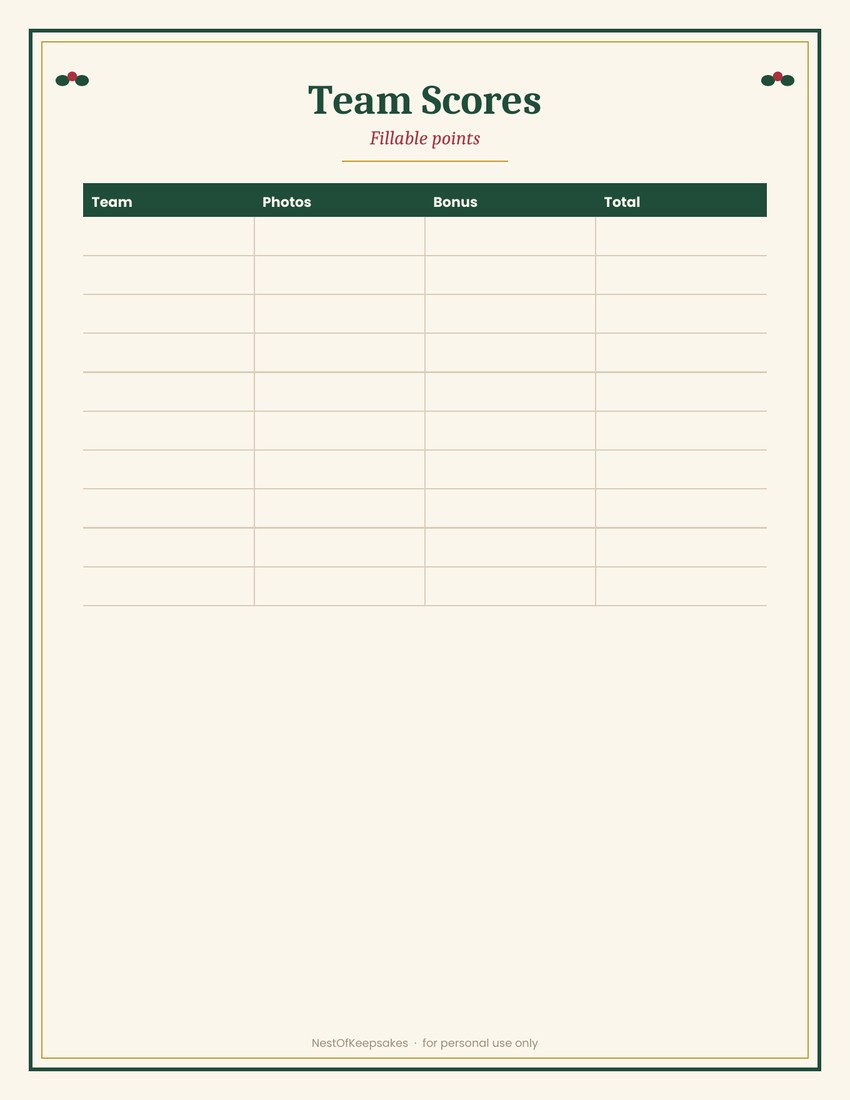 Team Scores
Fillable points
Team Photos Bonus Total
NestOfKeepsakes · for personal use only